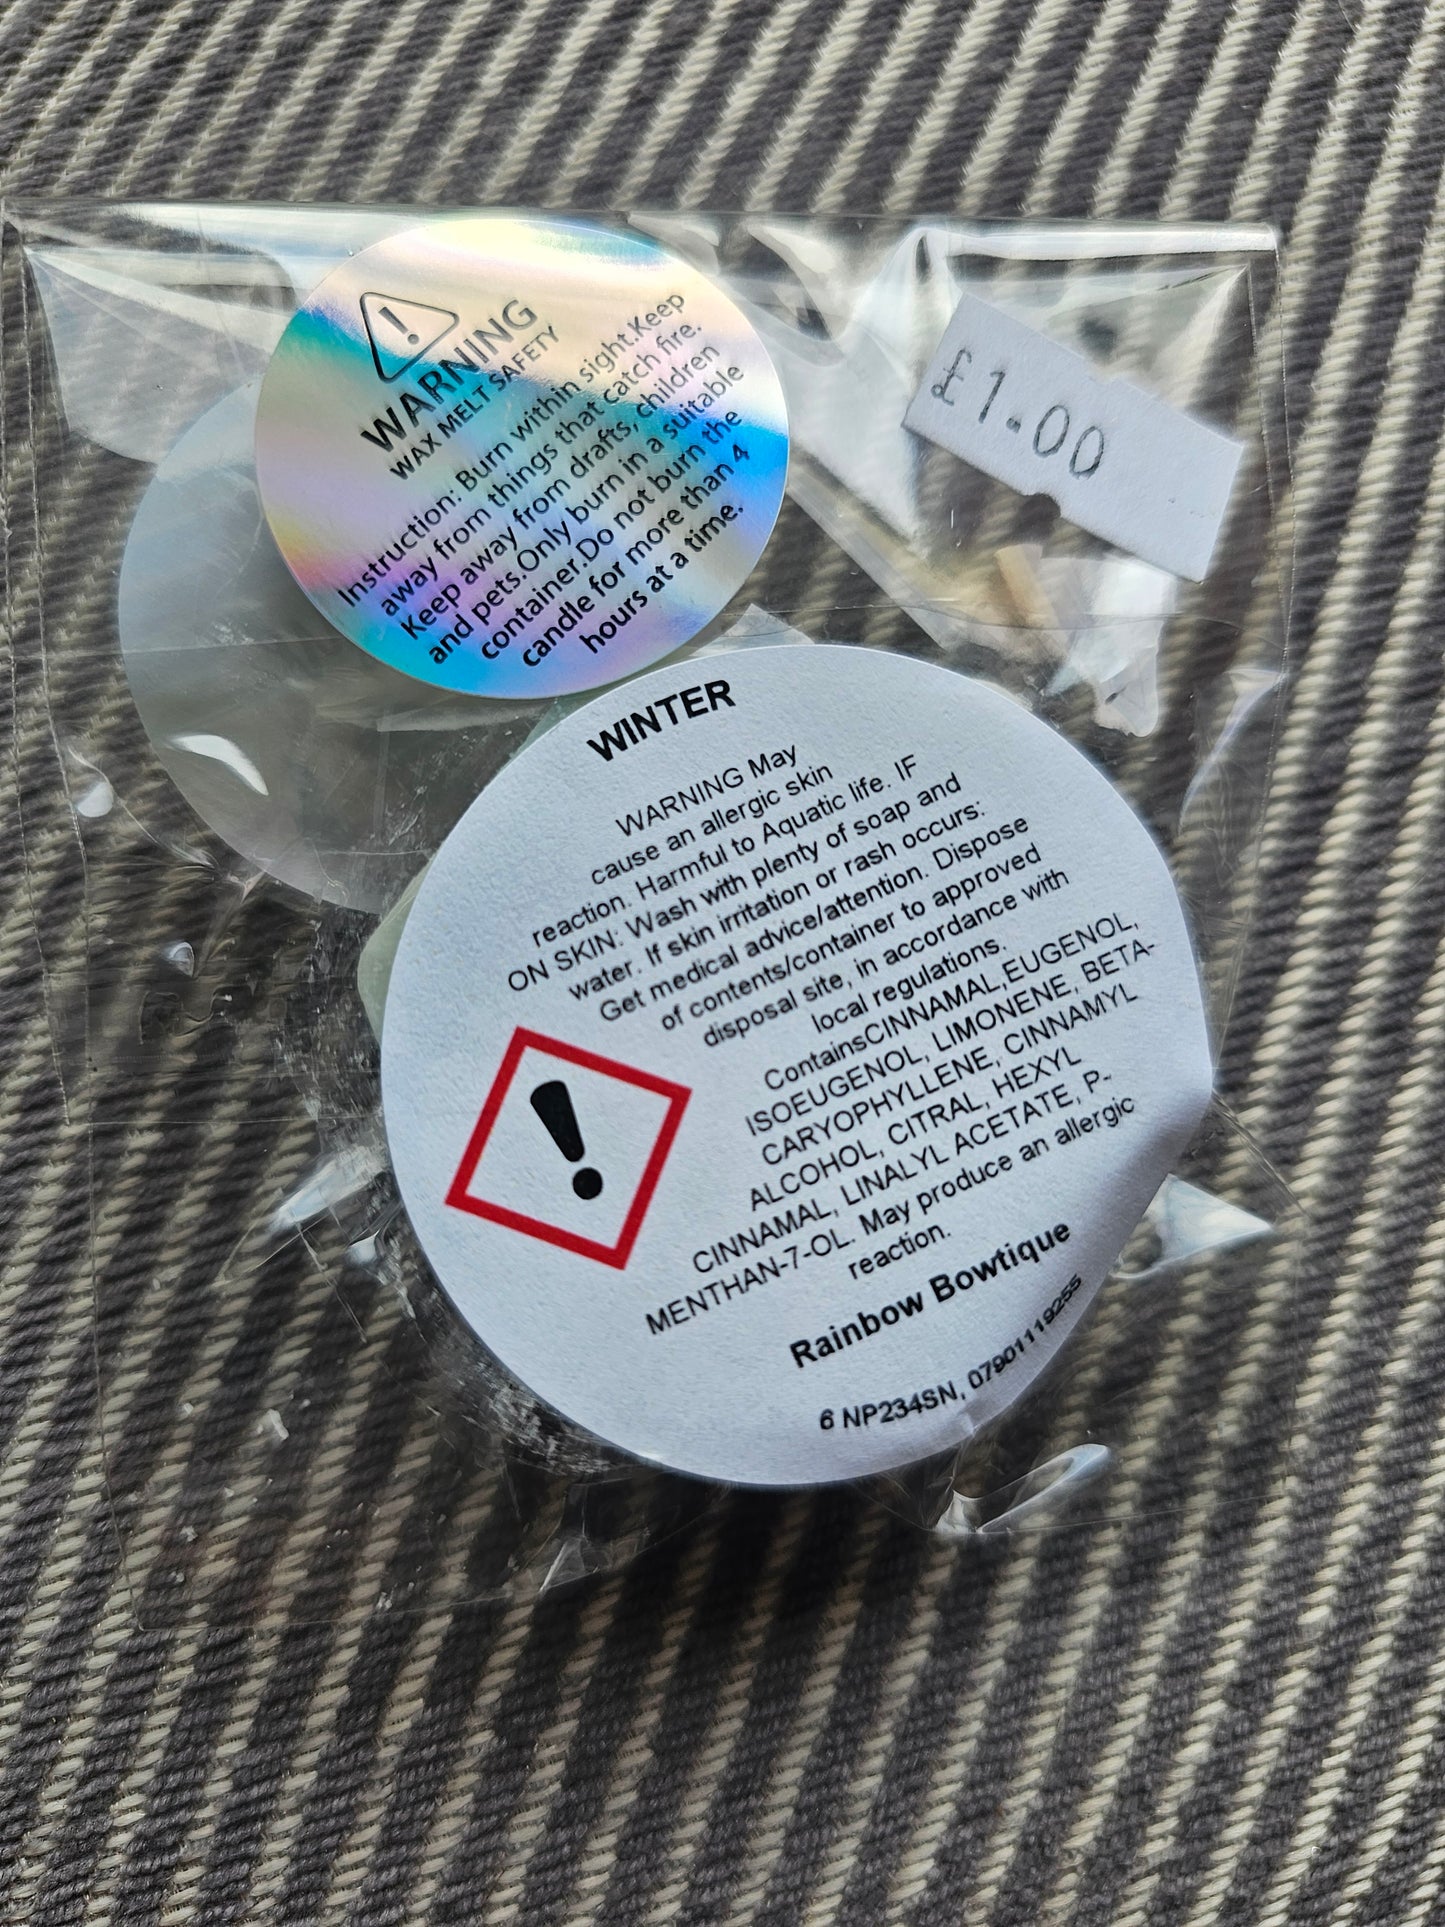 WARNING
WAX MELT SAFETY
Instruction: Burn within sight.Keep
away from things that catch fire.
Keep away from drafts, children
and pets.Only burn in a suitable
container.Do not burn the
candle for more than 4
hours at a time.
£1.00
WINTER
WARNING May
cause an allergic skin
reaction. Harmful to Aquatic life. IF
ON SKIN: Wash with plenty of soap and
water. If skin irritation or rash occurs:
Get medical advice/attention. Dispose
of contents/container to approved
disposal site, in accordance with
local regulations.
ContainsCINNAMAL,EUGENOL,
ISOEUGENOL, LIMONENE, BETA-
CARYOPHYLLENE, CINNAMYL
ALCOHOL, CITRAL, HEXYL
CINNAMAL, LINALYL ACETATE, P-
MENTHAN-7-OL. May produce an allergic
reaction.
Rainbow Bowtique
6 NP234SN, 07901119255